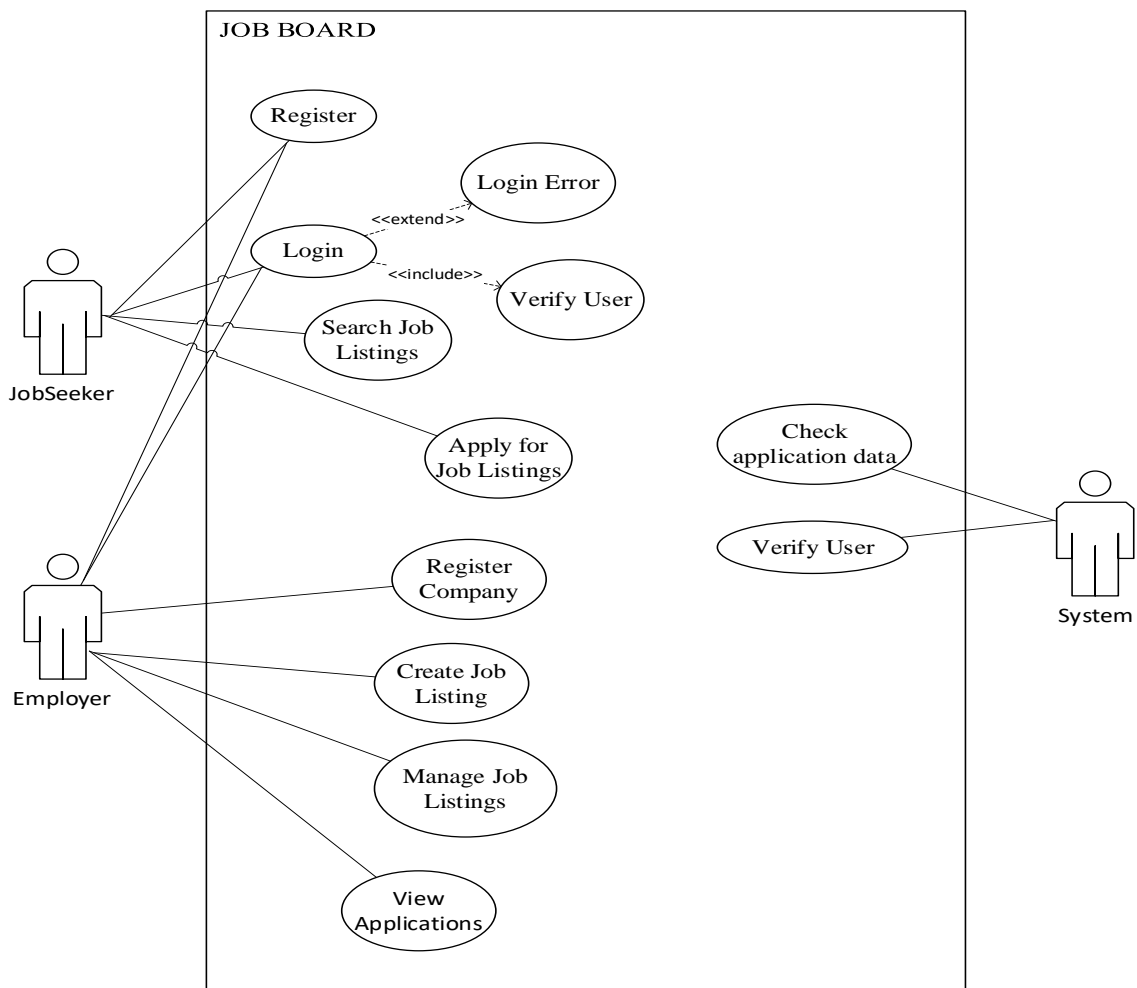 JOB BOARD
Register
Login Error
<<extend>>
Login
<<include>>
Verify User
Search Job
Listings
JobSeeker
Apply for
Job Listings
Check
application data
Verify User
System
Register
Company
Employer
Create Job
Listing
Manage Job
Listings
View
Applications